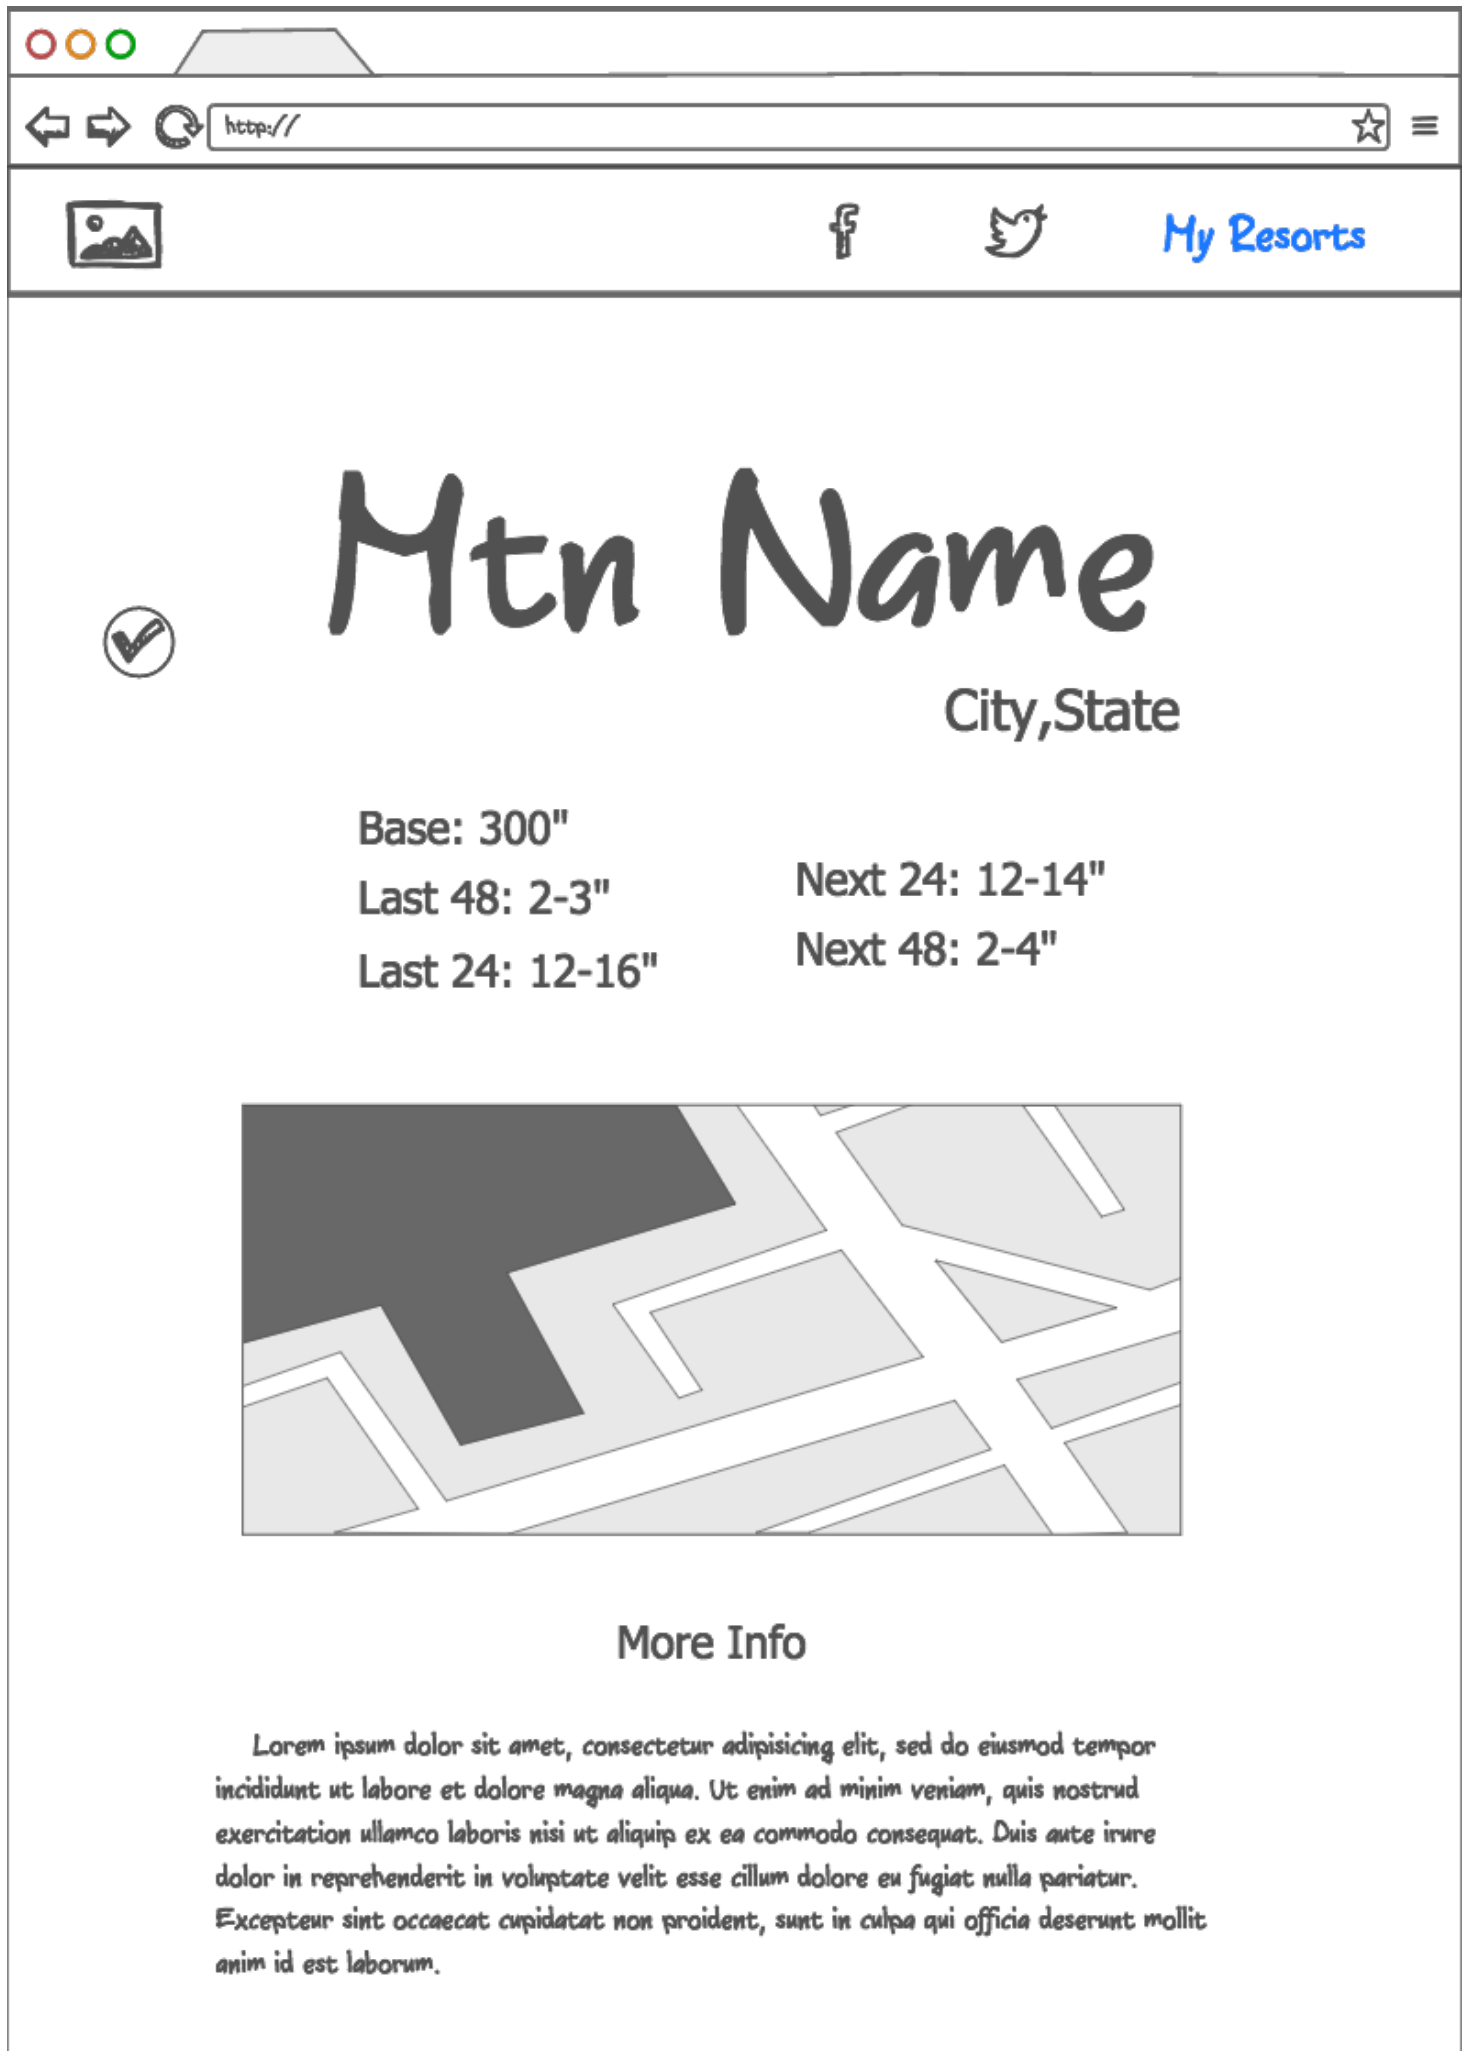 http://
My Resorts
Mtn Name
City,State
Base: 300"
Last 48: 2-3"
Last 24: 12-16"
Next 24: 12-14"
Next 48: 2-4"
More Info
Lorem ipsum dolor sit amet, consectetur adipisicing elit, sed do eiusmod tempor
incididunt ut labore et dolore magna aliqua. Ut enim ad minim veniam, quis nostrud
exercitation ullamco laboris nisi ut aliquip ex ea commodo consequat. Duis aute irure
dolor in reprehenderit in voluptate velit esse cillum dolore eu fugiat nulla pariatur.
Excepteur sint occaecat cupidatat non proident, sunt in culpa qui officia deserunt mollit
anim id est laborum.